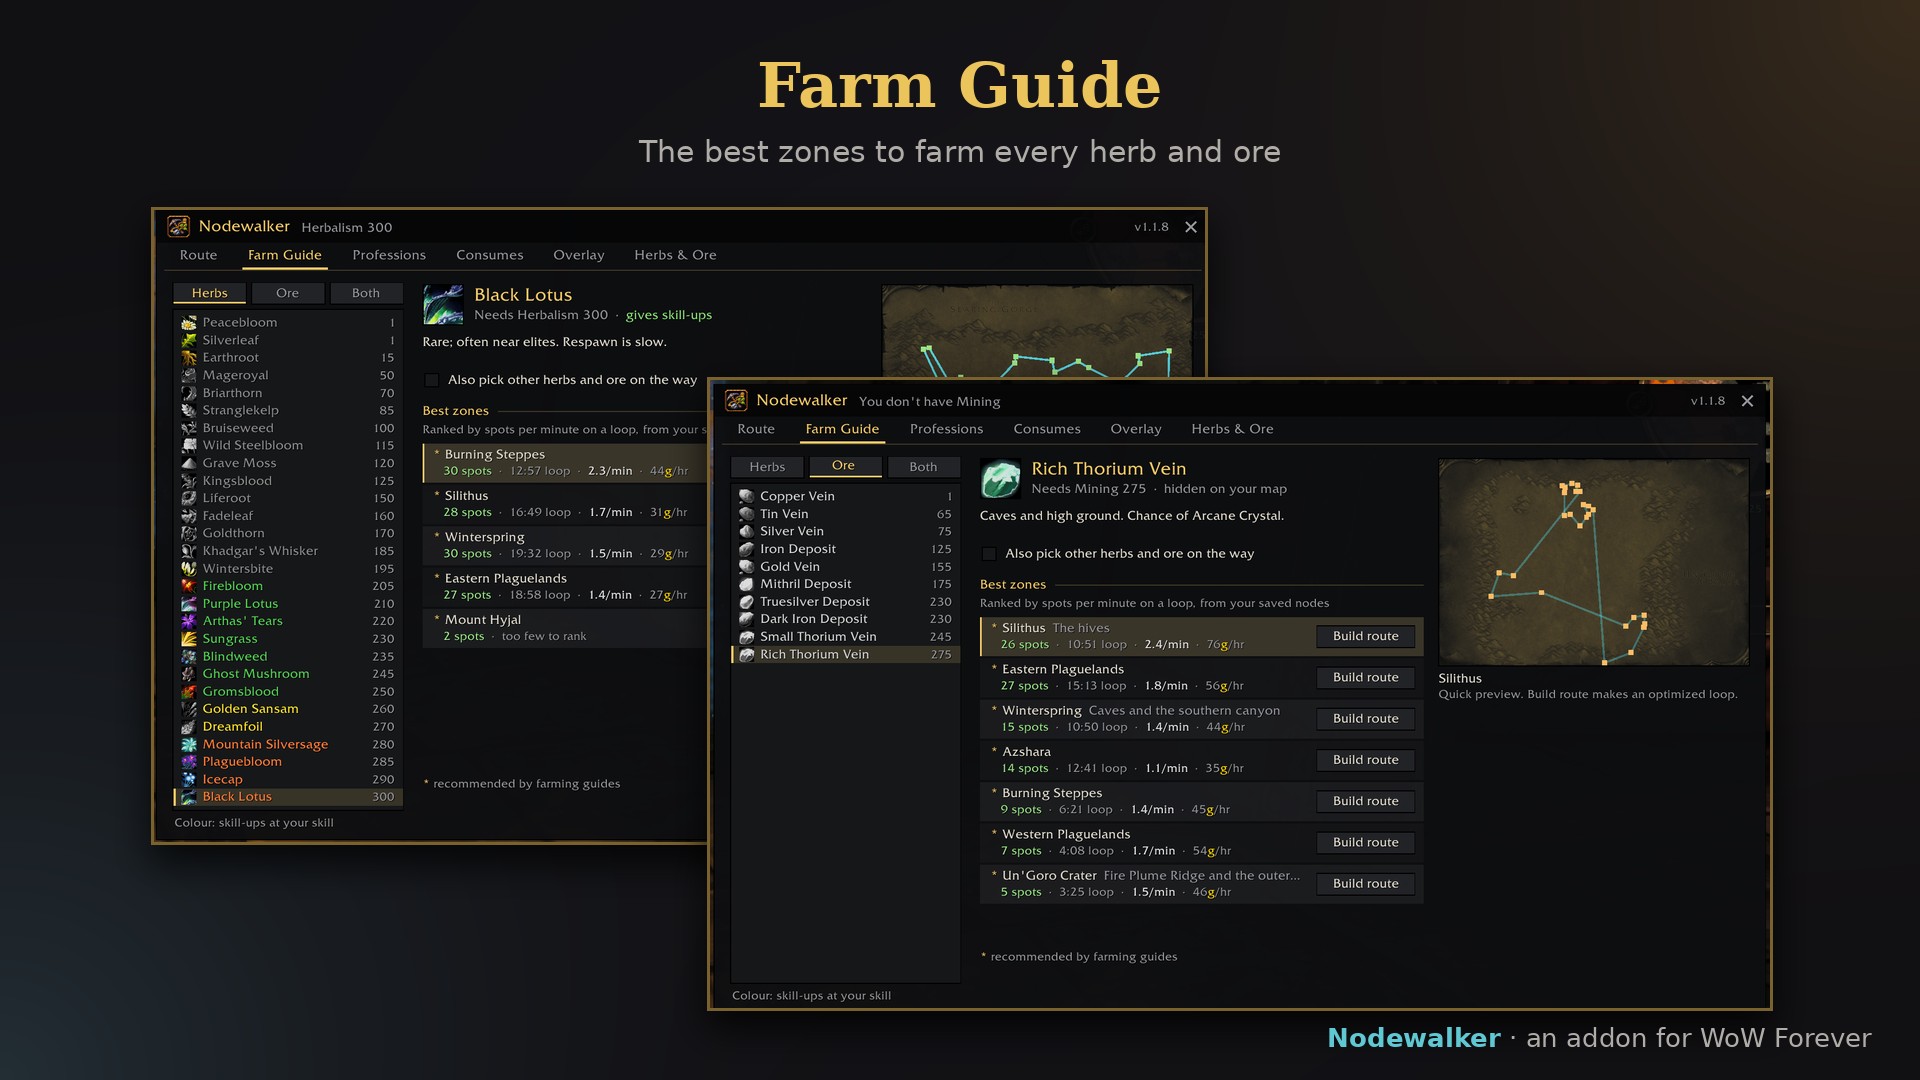 Farm Guide
The best zones to farm every herb and ore
Nodewalker Herbalism 300 v1.1.8
Route Farm Guide Professions Consumes Overlay Herbs & Ore
Herbs Ore Both
Peacebloom 1
Silverleaf 1
Earthroot 15
Mageroyal 50
Briarthorn 70
Stranglekelp 85
Bruiseweed 100
Wild Steelbloom 115
Grave Moss 120
Kingsblood 125
Liferoot 150
Fadeleaf 160
Goldthorn 170
Khadgar's Whisker 185
Wintersbite 195
Firebloom 205
Purple Lotus 210
Arthas' Tears 220
Sungrass 230
Blindweed 235
Ghost Mushroom 245
Gromsblood 250
Golden Sansam 260
Dreamfoil 270
Mountain Silversage 280
Plaguebloom 285
Icecap 290
Black Lotus 300
Colour: skill-ups at your skill
Black Lotus
Needs Herbalism 300 · gives skill-ups
Rare; often near elites. Respawn is slow.
Also pick other herbs and ore on the way
Best zones
Ranked by spots per minute on a loop, from your s
* Burning Steppes
30 spots · 12:57 loop · 2.3/min · 44g/hr
* Silithus
28 spots · 16:49 loop · 1.7/min · 31g/hr
* Winterspring
30 spots · 19:32 loop · 1.5/min · 29g/hr
* Eastern Plaguelands
27 spots · 18:58 loop · 1.4/min · 27g/hr
* Mount Hyjal
2 spots · too few to rank
* recommended by farming guides
Nodewalker You don't have Mining v1.1.8
Route Farm Guide Professions Consumes Overlay Herbs & Ore
Herbs Ore Both
Copper Vein 1
Tin Vein 65
Silver Vein 75
Iron Deposit 125
Gold Vein 155
Mithril Deposit 175
Truesilver Deposit 230
Dark Iron Deposit 230
Small Thorium Vein 245
Rich Thorium Vein 275
Colour: skill-ups at your skill
Rich Thorium Vein
Needs Mining 275 · hidden on your map
Caves and high ground. Chance of Arcane Crystal.
Also pick other herbs and ore on the way
Best zones
Ranked by spots per minute on a loop, from your saved nodes
* Silithus The hives
26 spots · 10:51 loop · 2.4/min · 76g/hr
Build route
* Eastern Plaguelands
27 spots · 15:13 loop · 1.8/min · 56g/hr
Build route
* Winterspring Caves and the southern canyon
15 spots · 10:50 loop · 1.4/min · 44g/hr
Build route
* Azshara
14 spots · 12:41 loop · 1.1/min · 35g/hr
Build route
* Burning Steppes
9 spots · 6:21 loop · 1.4/min · 45g/hr
Build route
* Western Plaguelands
7 spots · 4:08 loop · 1.7/min · 54g/hr
Build route
* Un'Goro Crater Fire Plume Ridge and the outer...
5 spots · 3:25 loop · 1.5/min · 46g/hr
Build route
* recommended by farming guides
Silithus
Quick preview. Build route makes an optimized loop.
Nodewalker · an addon for WoW Forever